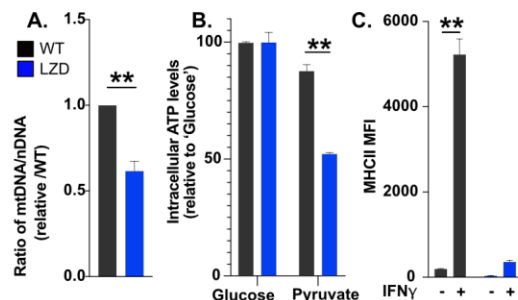 A.
WT
LZD
**
1.5
1.0
0.5
0.0
Ratio of mtDNA/nDNA
(relative /WT)
B.
**
100
50
0
Intracellular ATP levels
(relative to 'Glucose')
Glucose Pyruvate
C.
**
6000
4000
2000
0
MHCII MFI
IFNγ - + - +